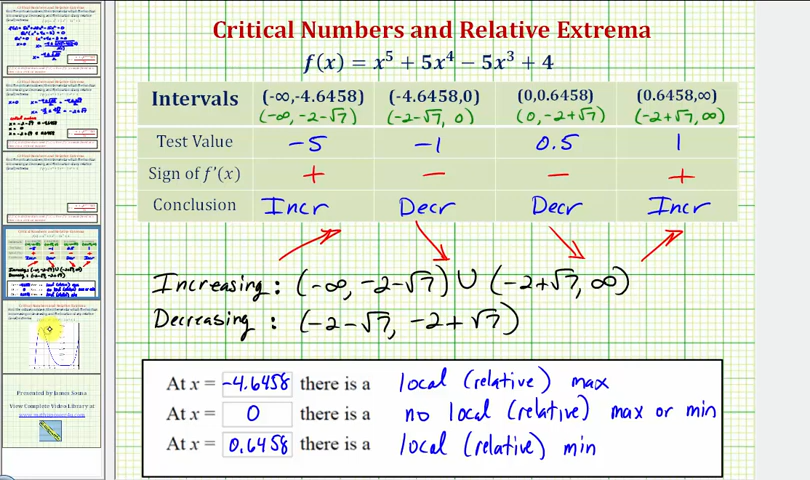 Critical Numbers and Relative Extrema
f(x) = x⁵ + 5x⁴ − 5x³ + 4
Intervals (-∞,-4.6458) (-4.6458,0) (0,0.6458) (0.6458,∞)
(-∞, -2-√7) (-2-√7, 0) (0, -2+√7) (-2+√7, ∞)
Test Value -5 -1 0.5 1
Sign of f'(x) + − − +
Conclusion Incr Decr Decr Incr
Increasing: (-∞, -2-√7) ∪ (-2+√7, ∞)
Decreasing: (-2-√7, -2+√7)
At x = -4.6458 there is a local (relative) max
At x = 0 there is a no local (relative) max or min
At x = 0.6458 there is a local (relative) min
Presented by James Sousa
View Complete Video Library at